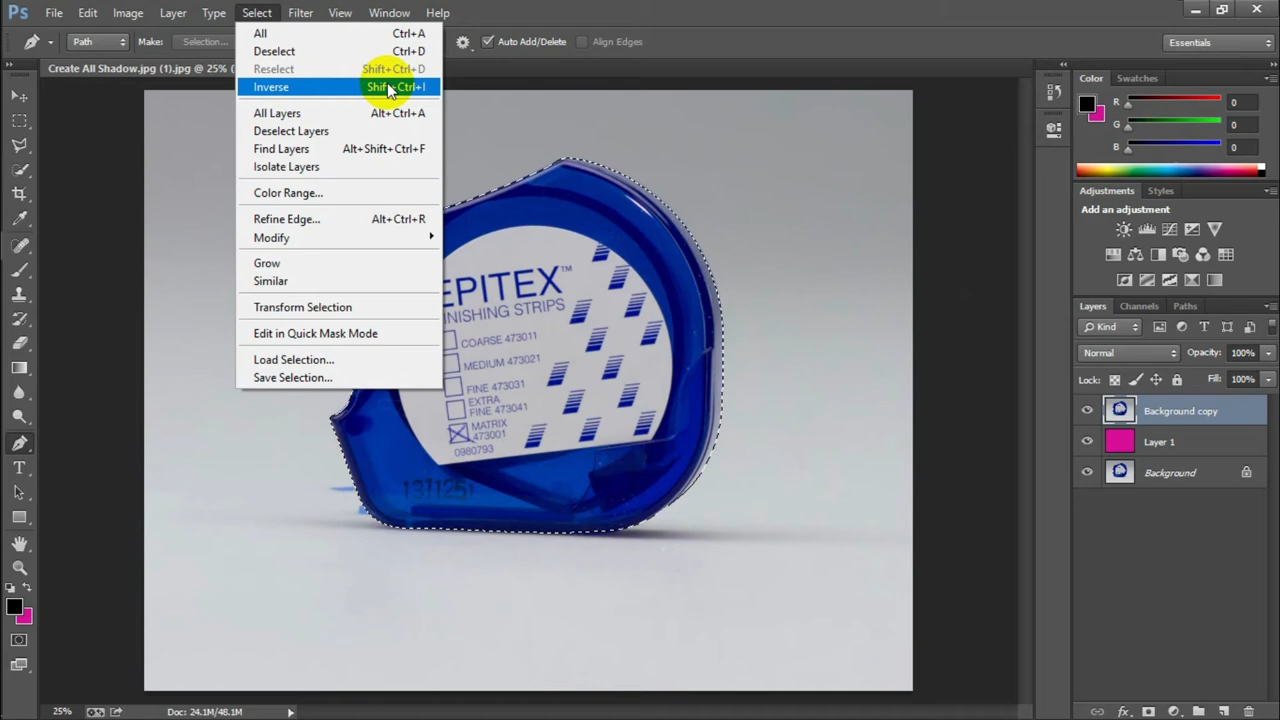 Ps File Edit Image Layer Type Select Filter View Window Help
Path Make: Selection... Auto Add/Delete Align Edges Essentials
Create All Shadow.jpg (1).jpg @ 25% (
All Ctrl+A
Deselect Ctrl+D
Reselect Shift+Ctrl+D
Inverse Shift+Ctrl+I
All Layers Alt+Ctrl+A
Deselect Layers
Find Layers Alt+Shift+Ctrl+F
Isolate Layers
Color Range...
Refine Edge... Alt+Ctrl+R
Modify
Grow
Similar
Transform Selection
Edit in Quick Mask Mode
Load Selection...
Save Selection...
EPITEX™
INISHING STRIPS
COARSE 473011
MEDIUM 473021
FINE 473031
EXTRA
FINE 473041
MATRIX
473001
0980793
Color Swatches
R 0
G 0
B 0
Adjustments Styles
Add an adjustment
Layers Channels Paths
Kind
Normal Opacity: 100%
Lock: Fill: 100%
Background copy
Layer 1
Background
25% Doc: 24.1M/48.1M